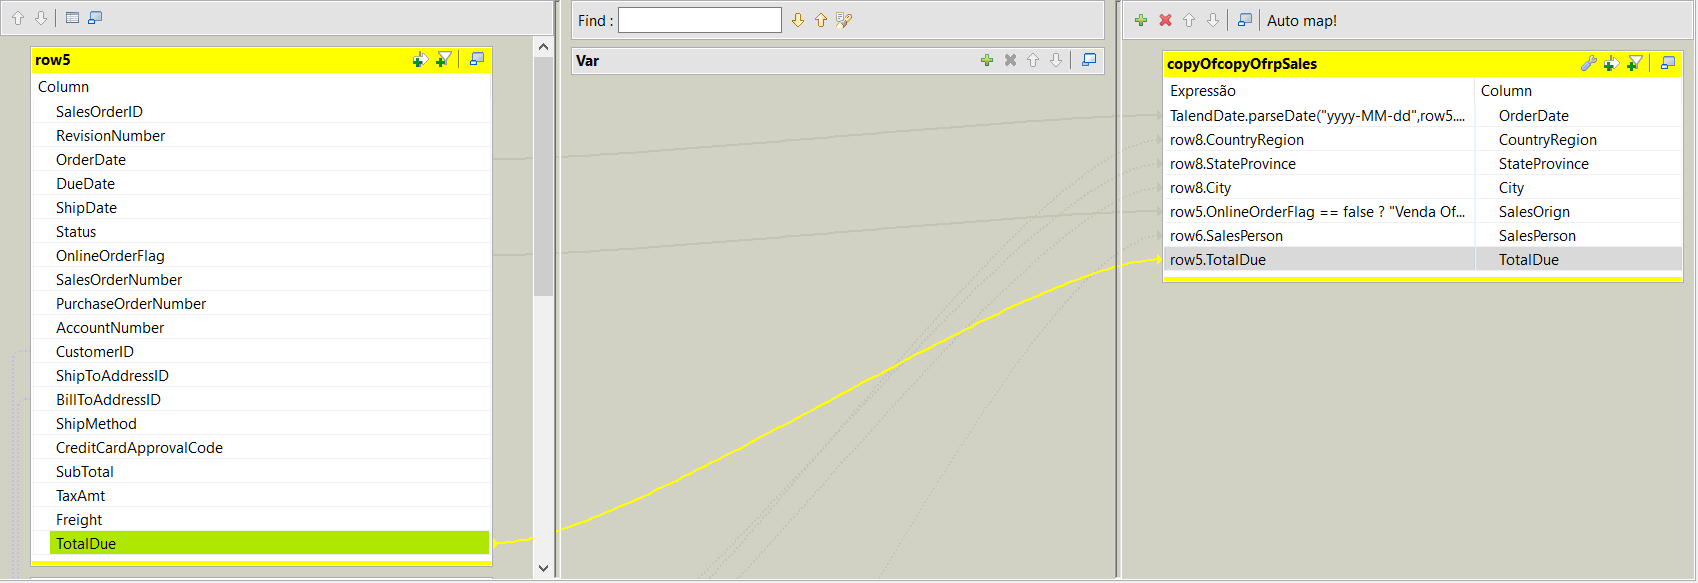 row5
Column
SalesOrderID
RevisionNumber
OrderDate
DueDate
ShipDate
Status
OnlineOrderFlag
SalesOrderNumber
PurchaseOrderNumber
AccountNumber
CustomerID
ShipToAddressID
BillToAddressID
ShipMethod
CreditCardApprovalCode
SubTotal
TaxAmt
Freight
TotalDue
Find :
Var
Auto map!
copyOfcopyOfrpSales
Expressão Column
TalendDate.parseDate("yyyy-MM-dd",row5.... OrderDate
row8.CountryRegion CountryRegion
row8.StateProvince StateProvince
row8.City City
row5.OnlineOrderFlag == false ? "Venda Of... SalesOrign
row6.SalesPerson SalesPerson
row5.TotalDue TotalDue